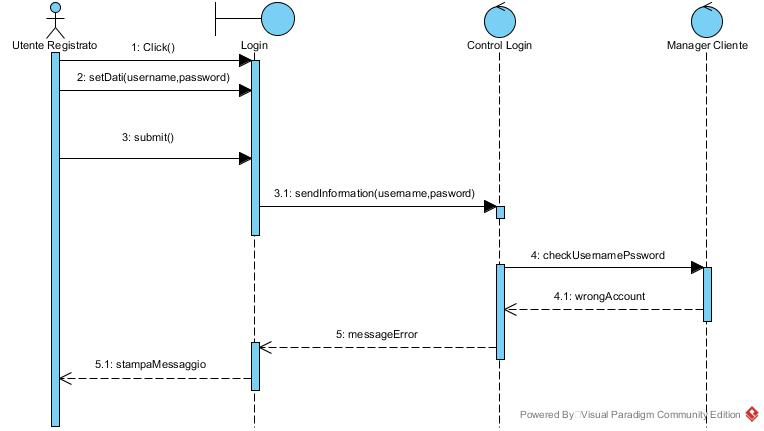 Utente Registrato
Login
Control Login
Manager Cliente
1: Click()
2: setDati(username,password)
3: submit()
3.1: sendInformation(username,pasword)
4: checkUsernamePssword
4.1: wrongAccount
5: messageError
5.1: stampaMessaggio
Powered By Visual Paradigm Community Edition